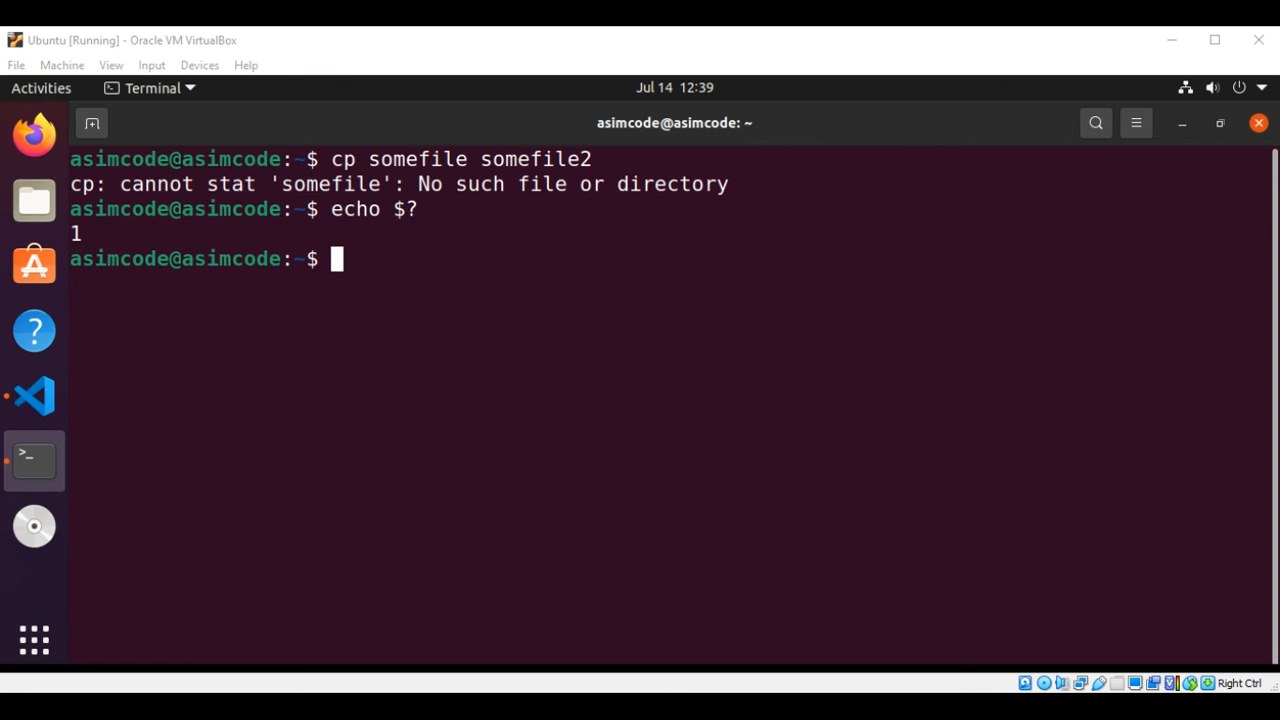 Ubuntu [Running] - Oracle VM VirtualBox
File Machine View Input Devices Help
Activities Terminal Jul 14 12:39
asimcode@asimcode: ~
asimcode@asimcode:~$ cp somefile somefile2
cp: cannot stat 'somefile': No such file or directory
asimcode@asimcode:~$ echo $?
1
asimcode@asimcode:~$
Right Ctrl